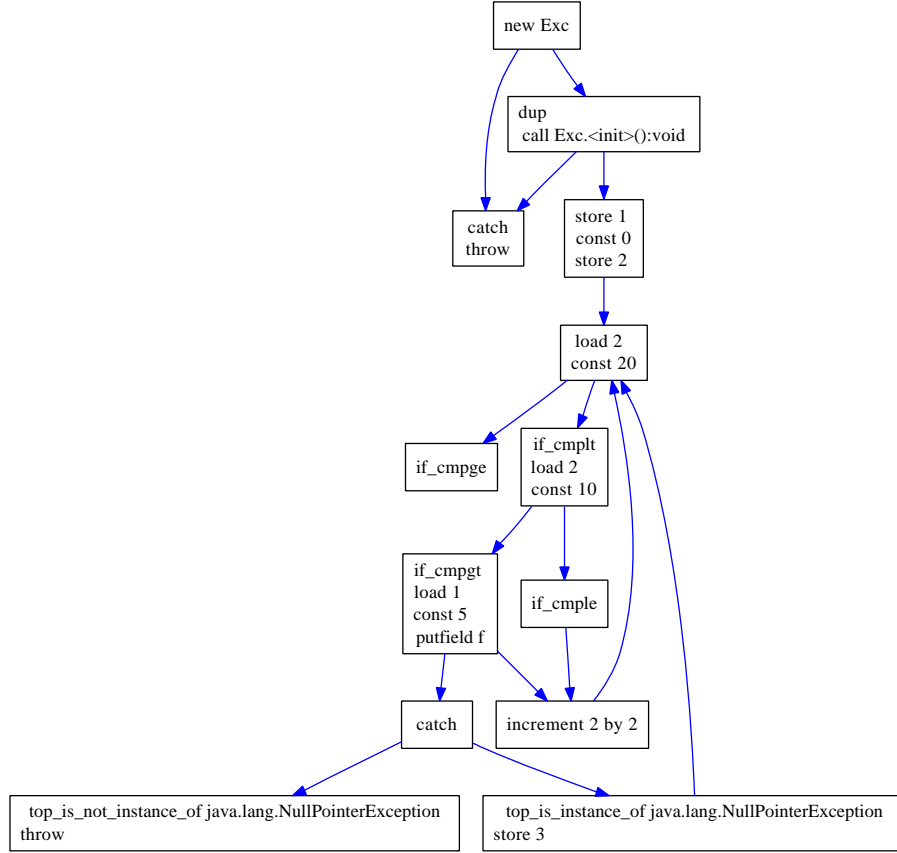 new Exc
dup
call Exc.<init>():void
catch
throw
store 1
const 0
store 2
load 2
const 20
if_cmpge
if_cmplt
load 2
const 10
if_cmpgt
load 1
const 5
putfield f
if_cmple
catch
increment 2 by 2
top_is_not_instance_of java.lang.NullPointerException
throw
top_is_instance_of java.lang.NullPointerException
store 3